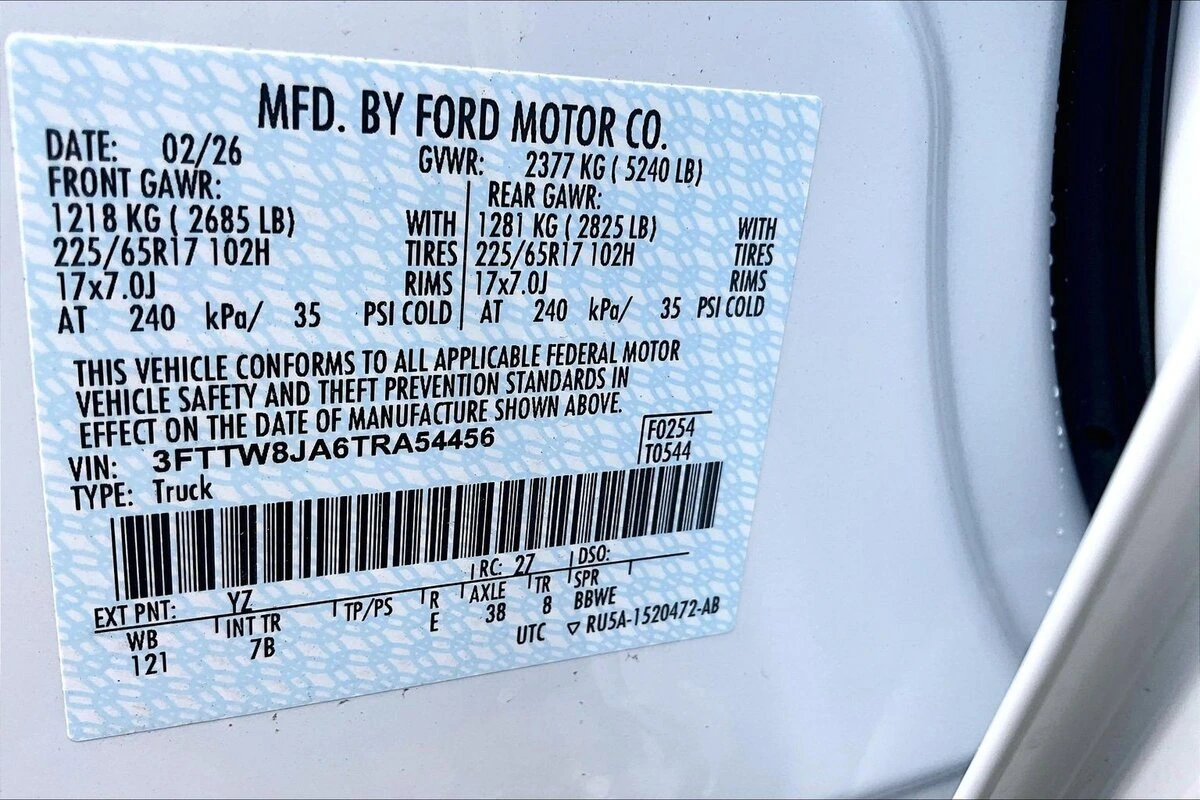 MFD. BY FORD MOTOR CO.
DATE: 02/26 GVWR: 2377 KG ( 5240 LB)
FRONT GAWR: REAR GAWR:
1218 KG ( 2685 LB) WITH 1281 KG ( 2825 LB) WITH
225/65R17 102H TIRES 225/65R17 102H TIRES
17x7.0J RIMS 17x7.0J RIMS
AT 240 kPa/ 35 PSI COLD AT 240 kPa/ 35 PSI COLD
THIS VEHICLE CONFORMS TO ALL APPLICABLE FEDERAL MOTOR
VEHICLE SAFETY AND THEFT PREVENTION STANDARDS IN
EFFECT ON THE DATE OF MANUFACTURE SHOWN ABOVE.
VIN: 3FTTW8JA6TRA54456 F0254
TYPE: Truck T0544
EXT PNT: YZ RC: 27 DSO:
WB INT TR TP/PS R AXLE TR SPR
121 7B E 38 8 BBWE
UTC ▽ RU5A-1520472-AB